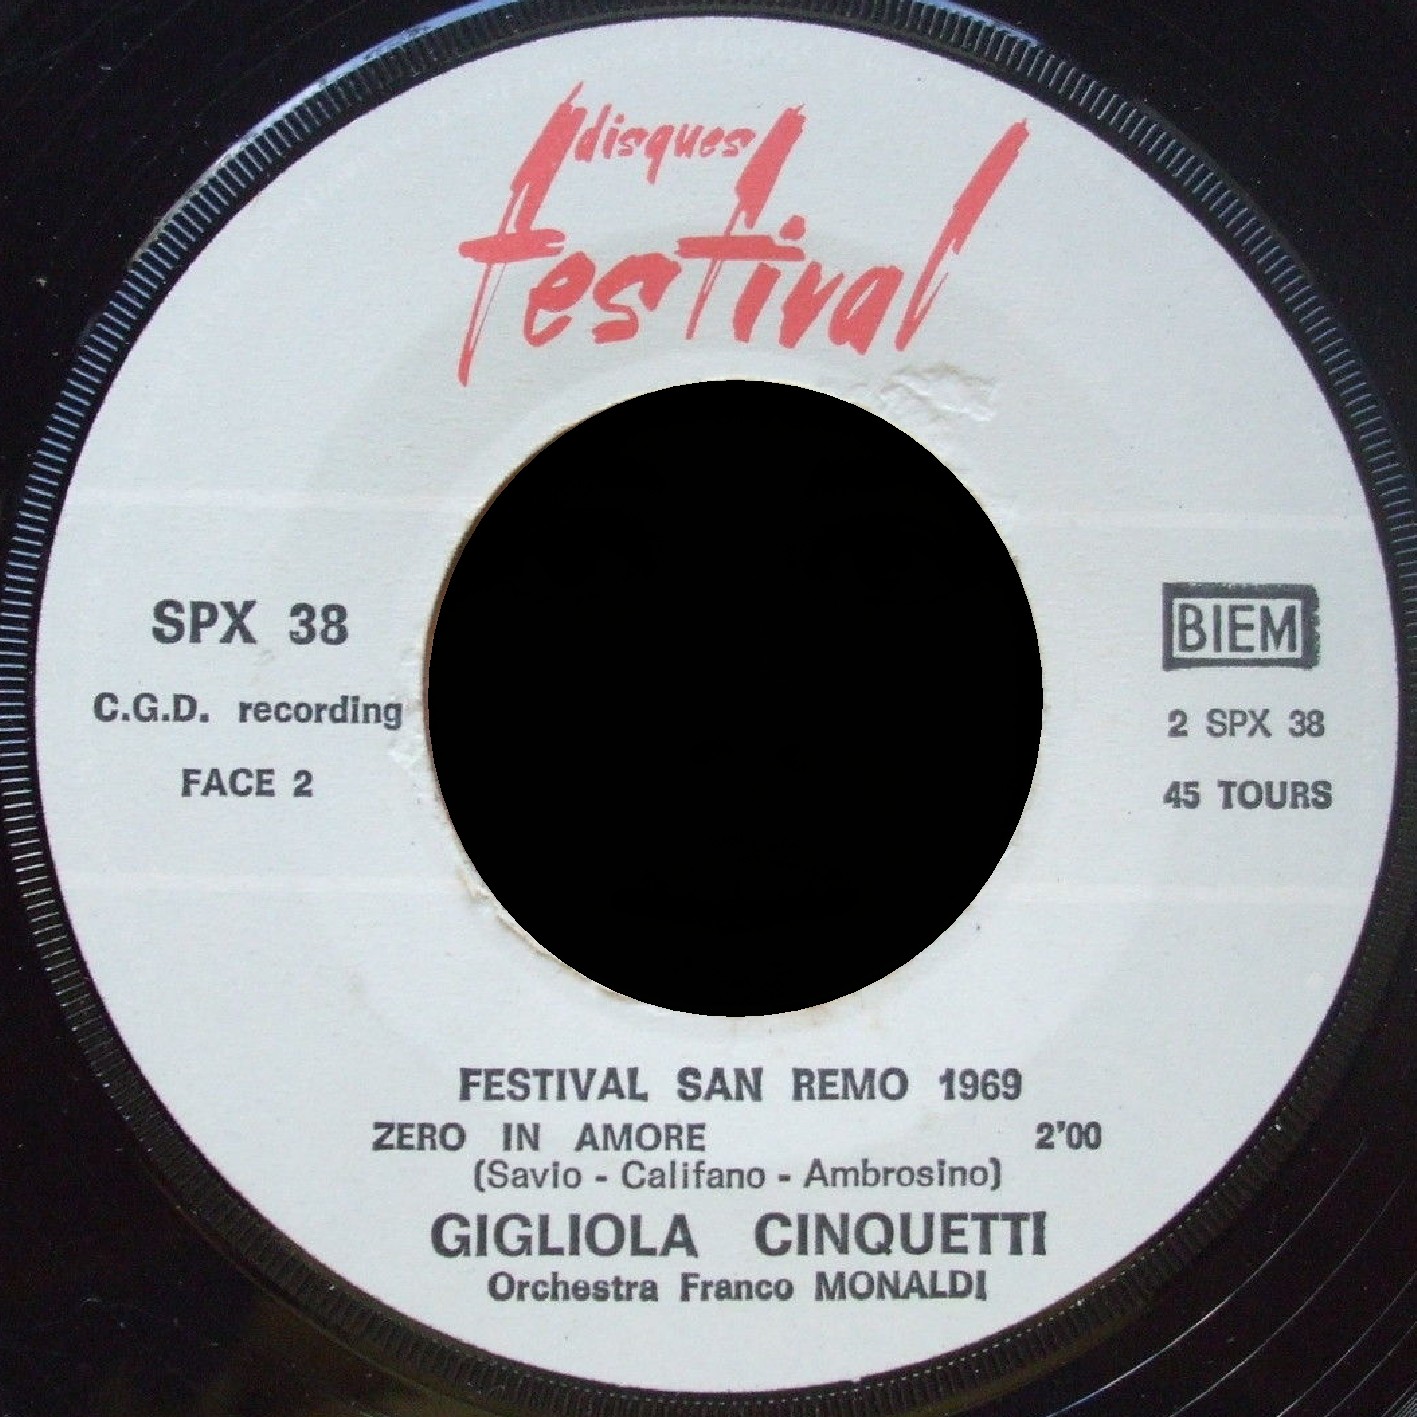 disques
festival
SPX 38
C.G.D. recording
FACE 2
BIEM
2 SPX 38
45 TOURS
FESTIVAL SAN REMO 1969
ZERO IN AMORE 2'00
(Savio - Califano - Ambrosino)
GIGLIOLA CINQUETTI
Orchestra Franco MONALDI